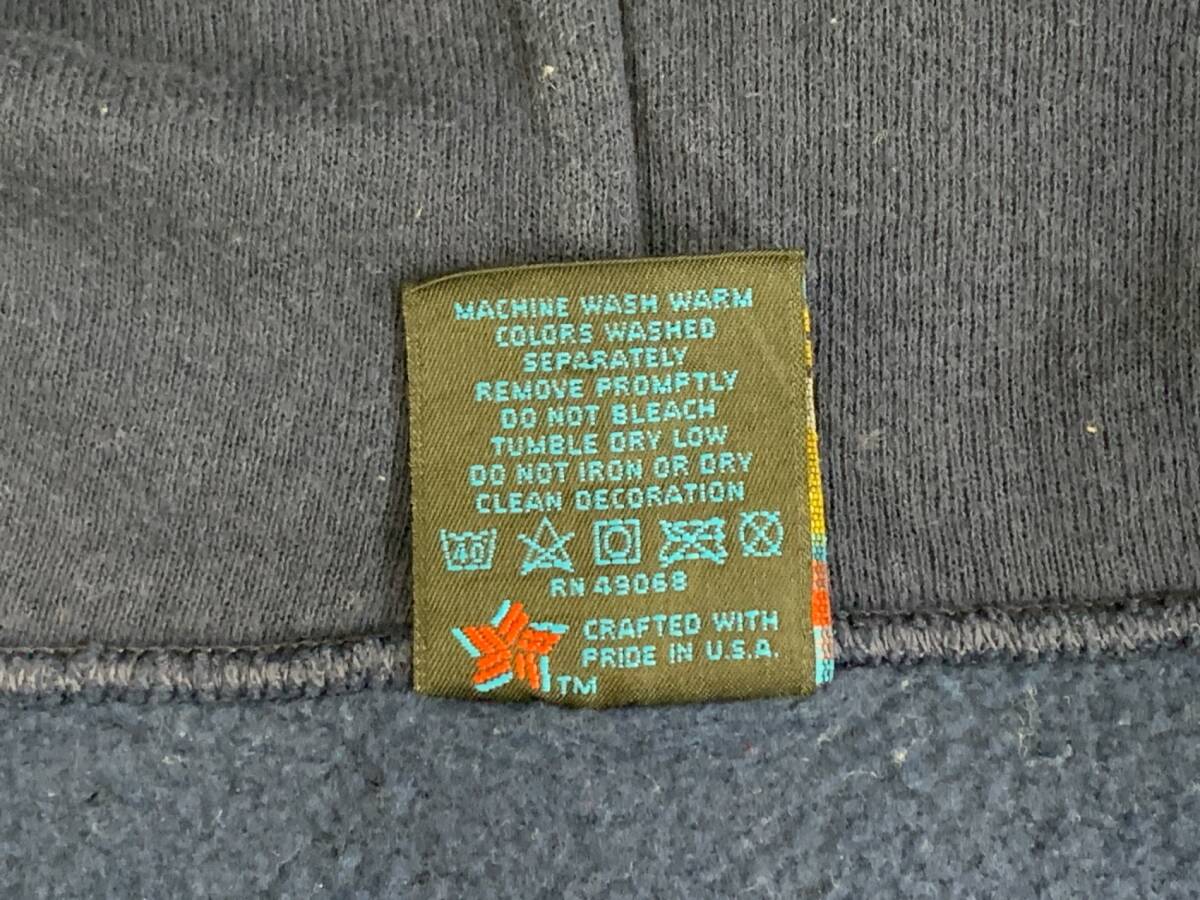 MACHINE WASH WARM
COLORS WASHED
SEPARATELY
REMOVE PROMPTLY
DO NOT BLEACH
TUMBLE DRY LOW
DO NOT IRON OR DRY
CLEAN DECORATION
40
RN 49068
CRAFTED WITH
PRIDE IN U.S.A.
TM